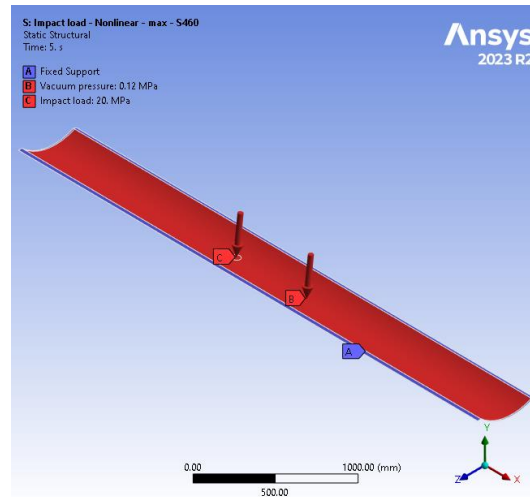 S: Impact load - Nonlinear - max - S460
Static Structural
Time: 5. s
A Fixed Support
B Vacuum pressure: 0.12 MPa
C Impact load: 20. MPa
Ansys
2023 R2
C
B
A
0.00
1000.00 (mm)
500.00
Y
Z
X